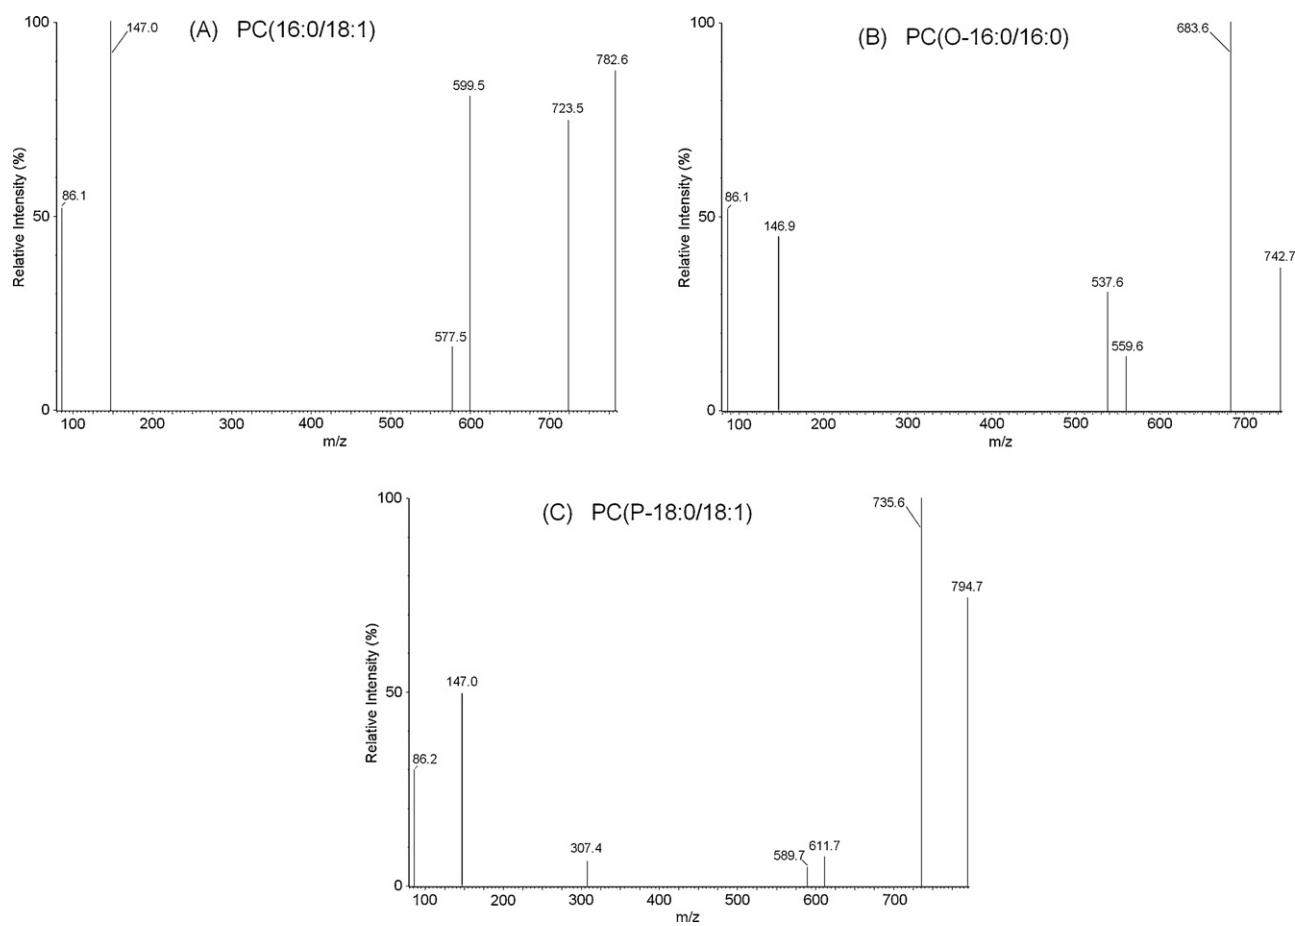 (A) PC(16:0/18:1)
100
147.0
782.6
599.5
723.5
86.1
50
577.5
0
100 200 300 400 500 600 700
m/z
Relative Intensity (%)
(B) PC(O-16:0/16:0)
100
683.6
86.1
50
146.9
742.7
537.6
559.6
0
100 200 300 400 500 600 700
m/z
Relative Intensity (%)
(C) PC(P-18:0/18:1)
100
735.6
794.7
147.0
50
86.2
307.4
589.7
611.7
0
100 200 300 400 500 600 700
m/z
Relative Intensity (%)